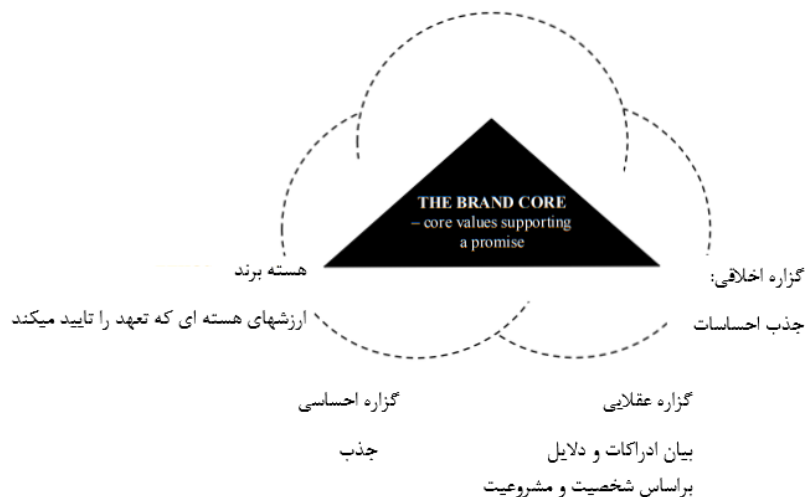 THE BRAND CORE
– core values supporting
a promise
هسته برند
ارزشهای هسته ای که تعهد را تایید میکند
گزاره اخلاقی:
جذب احساسات
گزاره عقلایی
بیان ادراکات و دلایل
براساس شخصیت و مشروعیت
گزاره احساسی
جذب